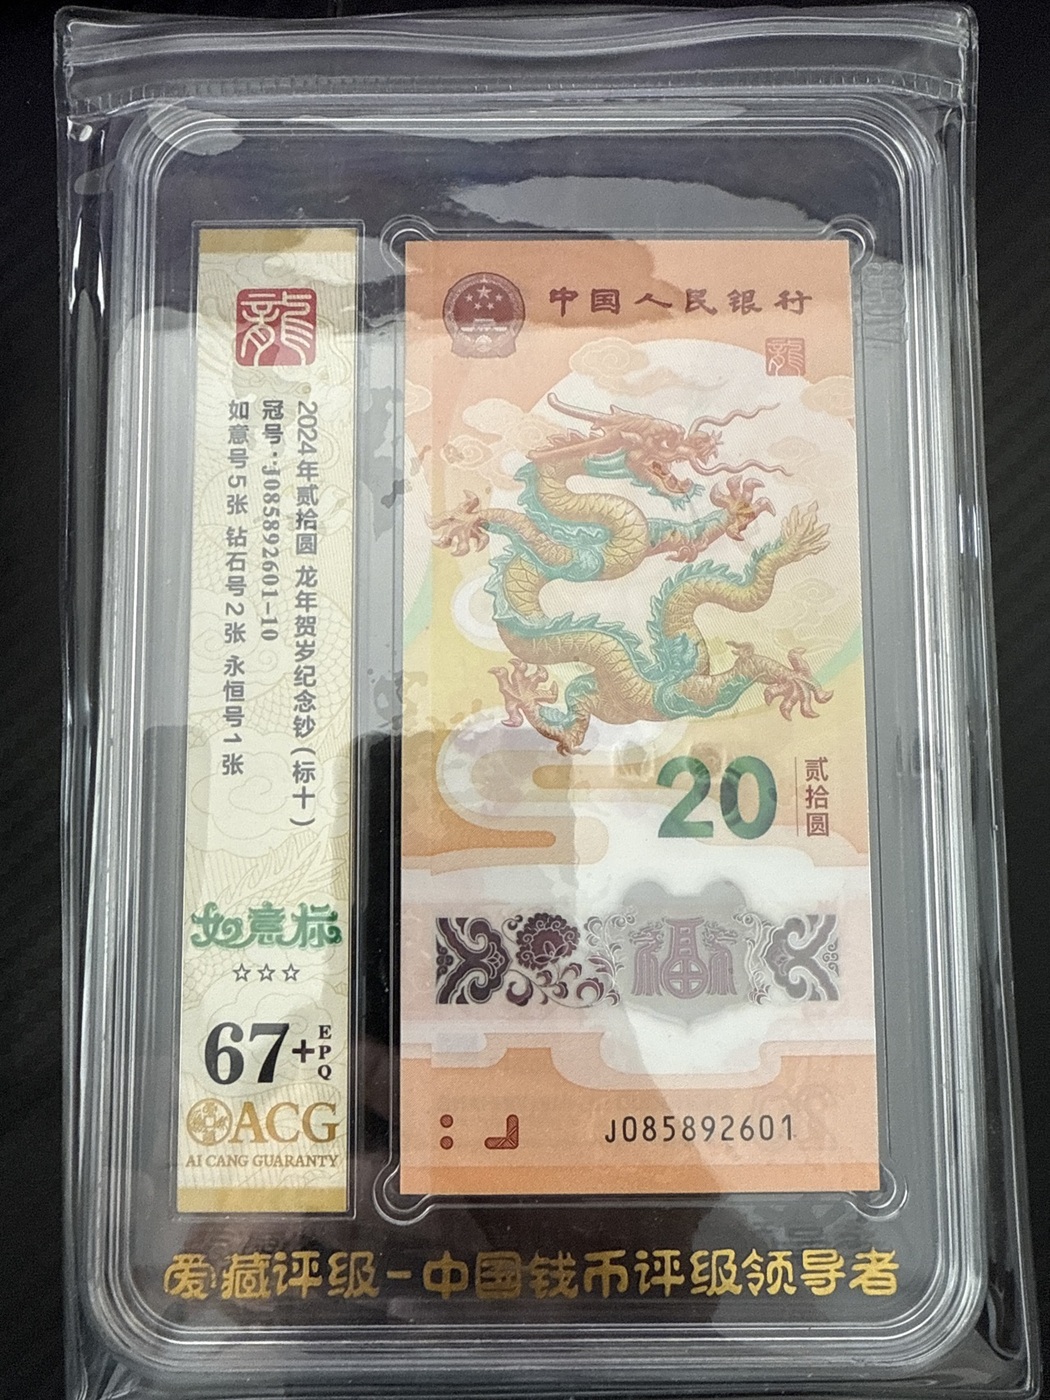 龍
2024年贰拾圆 龙年贺岁纪念钞(标十)
冠号·J085892601-10
如意号5张 钻石号2张 永恒号1张
如意标
☆☆☆
67+EPQ
ACG
AI CANG GUARANTY
中国人民银行
龍
20
贰拾圆
福
J085892601
爱藏评级-中国钱币评级领导者